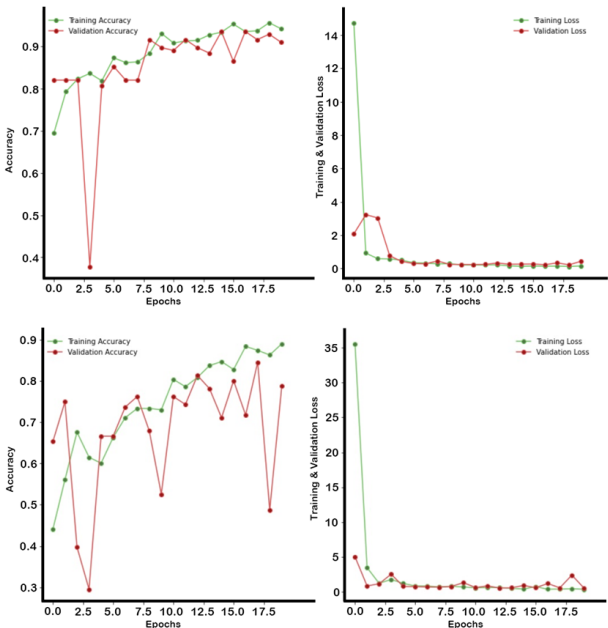 Training Accuracy
Validation Accuracy
0.9
0.8
0.7
0.6
0.5
0.4
Accuracy
0.0 2.5 5.0 7.5 10.0 12.5 15.0 17.5
Epochs
Training Loss
Validation Loss
14
12
10
8
6
4
2
0
Training & Validation Loss
0.0 2.5 5.0 7.5 10.0 12.5 15.0 17.5
Epochs
Training Accuracy
Validation Accuracy
0.9
0.8
0.7
0.6
0.5
0.4
0.3
Accuracy
0.0 2.5 5.0 7.5 10.0 12.5 15.0 17.5
Epochs
Training Loss
Validation Loss
35
30
25
20
15
10
5
0
Training & Validation Loss
0.0 2.5 5.0 7.5 10.0 12.5 15.0 17.5
Epochs